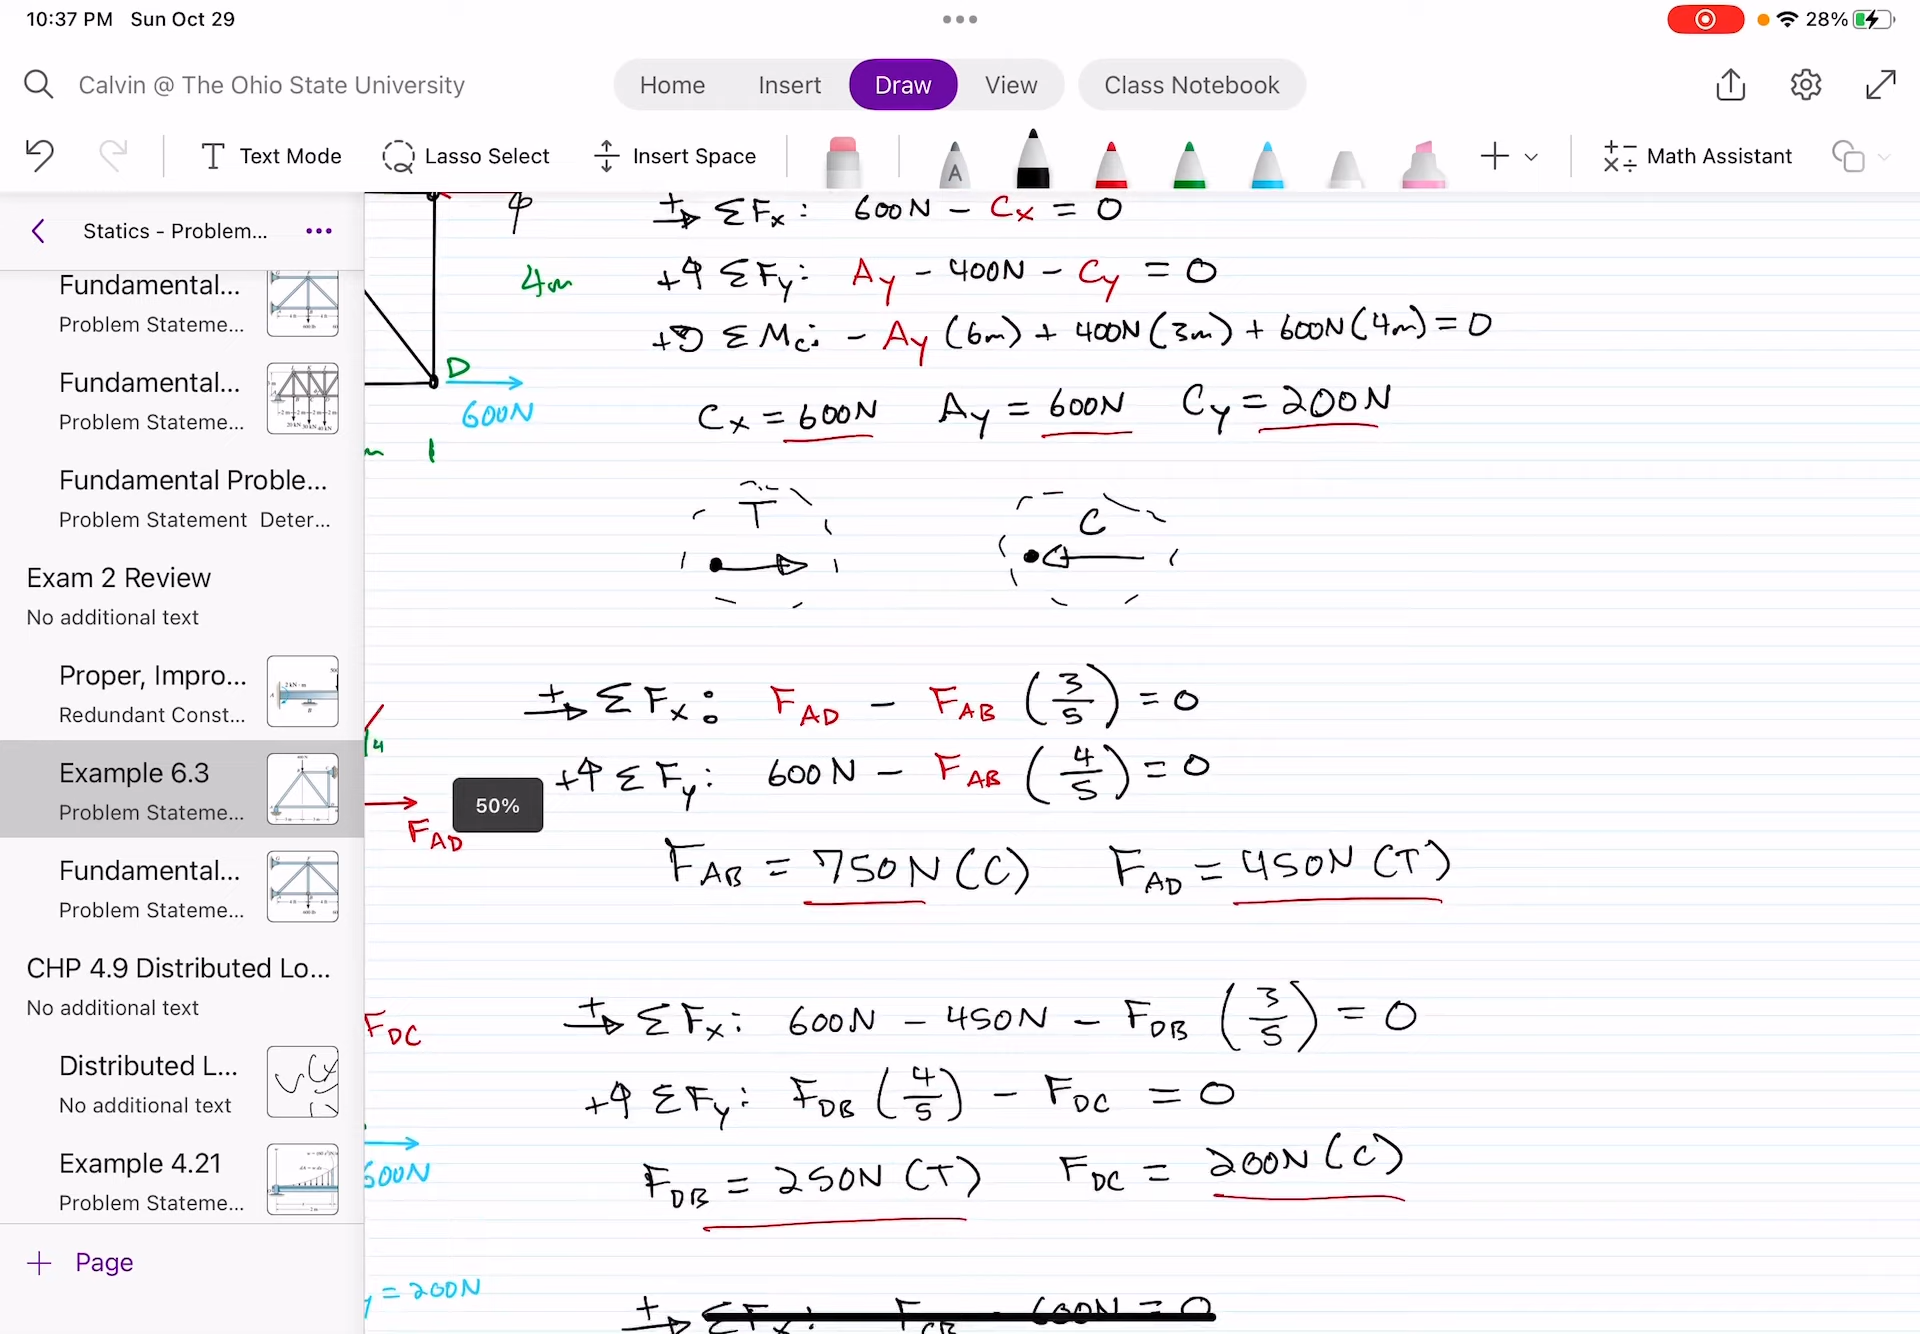 10:37 PM Sun Oct 29
28%
Calvin @ The Ohio State University
Home Insert Draw View Class Notebook
Text Mode Lasso Select Insert Space A Math Assistant
Statics - Problem...
Fundamental...
Problem Stateme...
Fundamental...
Problem Stateme...
Fundamental Proble...
Problem Statement Deter...
Exam 2 Review
No additional text
Proper, Impro...
Redundant Const...
Example 6.3
Problem Stateme...
Fundamental...
Problem Stateme...
CHP 4.9 Distributed Lo...
No additional text
Distributed L...
No additional text
Example 4.21
Problem Stateme...
+ Page
4m
D
600N
m
+→ ΣFx: 600N - Cx = 0
+↑ ΣFy: Ay - 400N - Cy = 0
+↺ ΣMc: - Ay (6m) + 400N (3m) + 600N (4m) = 0
Cx = 600N Ay = 600N Cy = 200N
T C
+→ ΣFx: FAD - FAB (3/5) = 0
+↑ ΣFy: 600N - FAB (4/5) = 0
4
FAD
50%
FAB = 750N (C) FAD = 450N (T)
FDC
+→ ΣFx: 600N - 450N - FDB (3/5) = 0
+↑ ΣFy: FDB (4/5) - FDC = 0
600N
FDB = 250N (T) FDC = 200N (C)
y = 200N
+→ ΣFx: FCB - 600N = 0